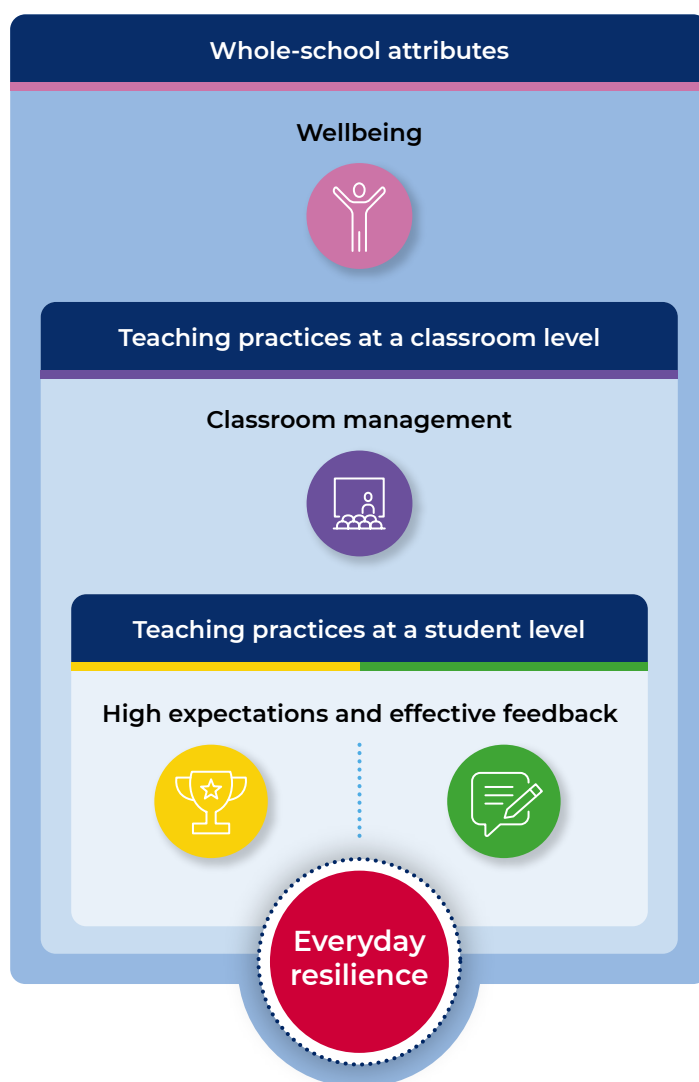 Whole-school attributes
Wellbeing
Teaching practices at a classroom level
Classroom management
Teaching practices at a student level
High expectations and effective feedback
Everyday
resilience